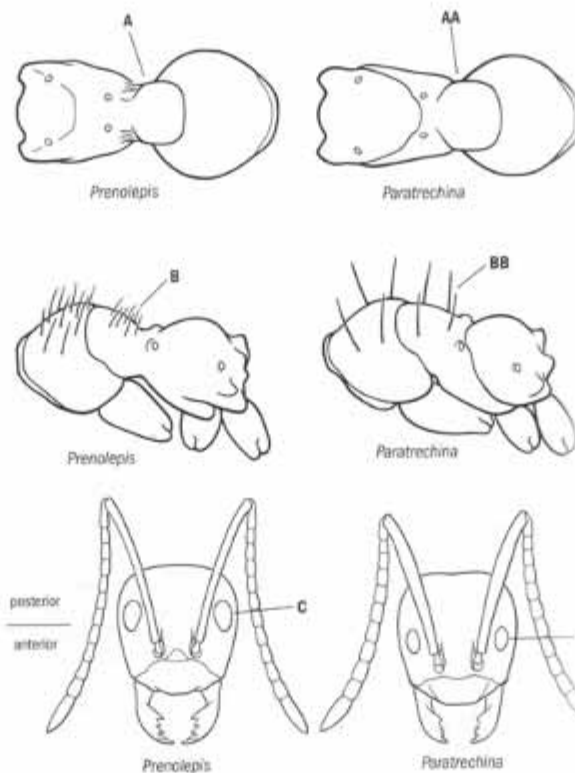 A
AA
Prenolepis
Paratrechina
B
BB
Prenolepis
Paratrechina
posterior
anterior
C
Prenolepis
Paratrechina